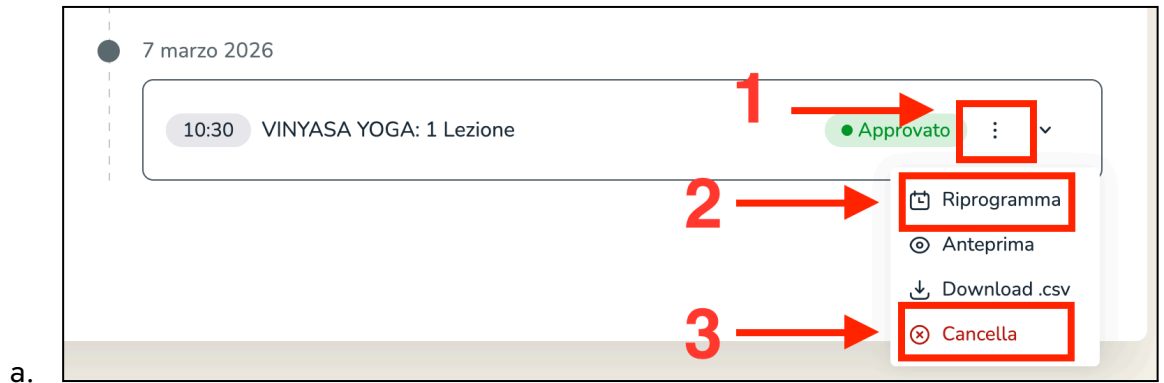 7 marzo 2026
1
10:30 VINYASA YOGA: 1 Lezione Approvato
2
Riprogramma
Anteprima
Download .csv
3
Cancella
a.